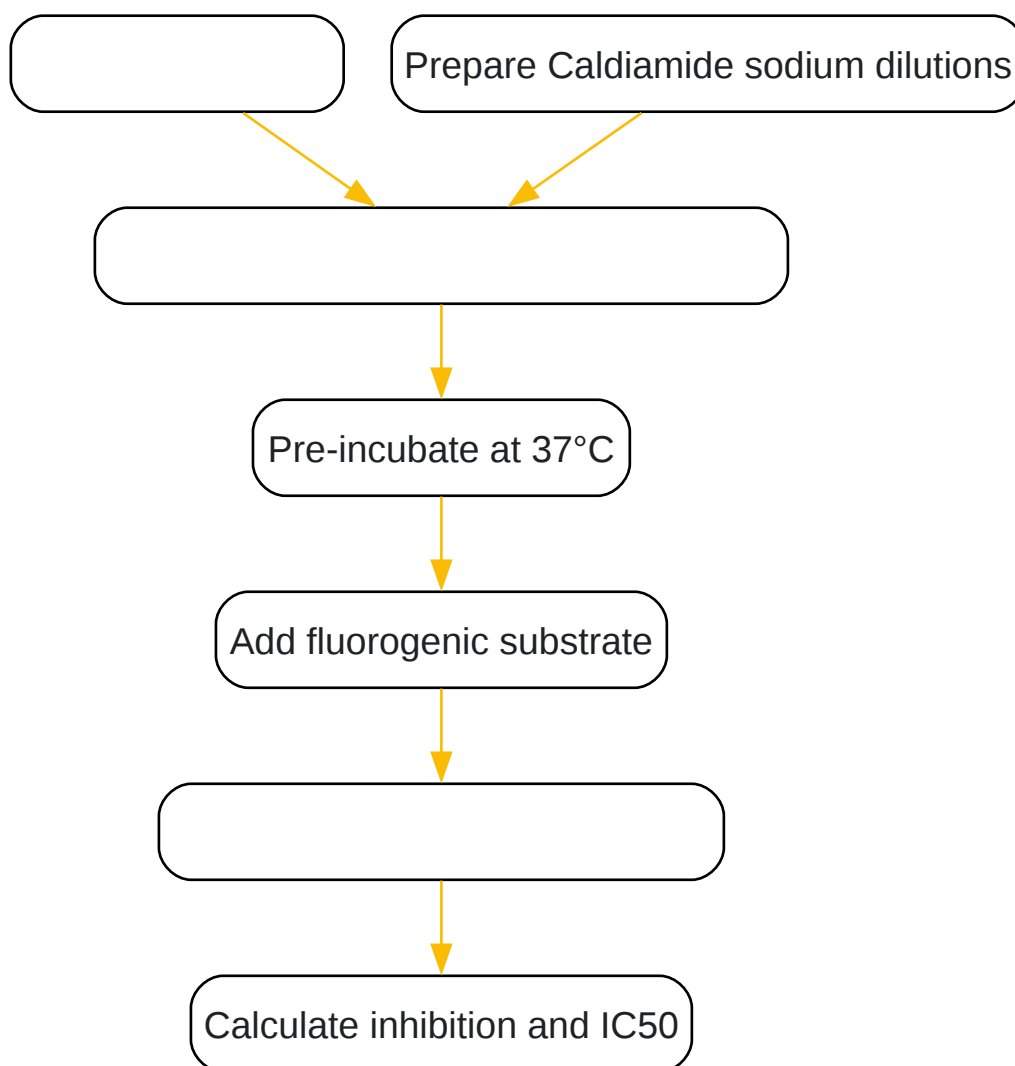 Prepare Caldiamide sodium dilutions
Pre-incubate at 37°C
Add fluorogenic substrate
Calculate inhibition and IC50